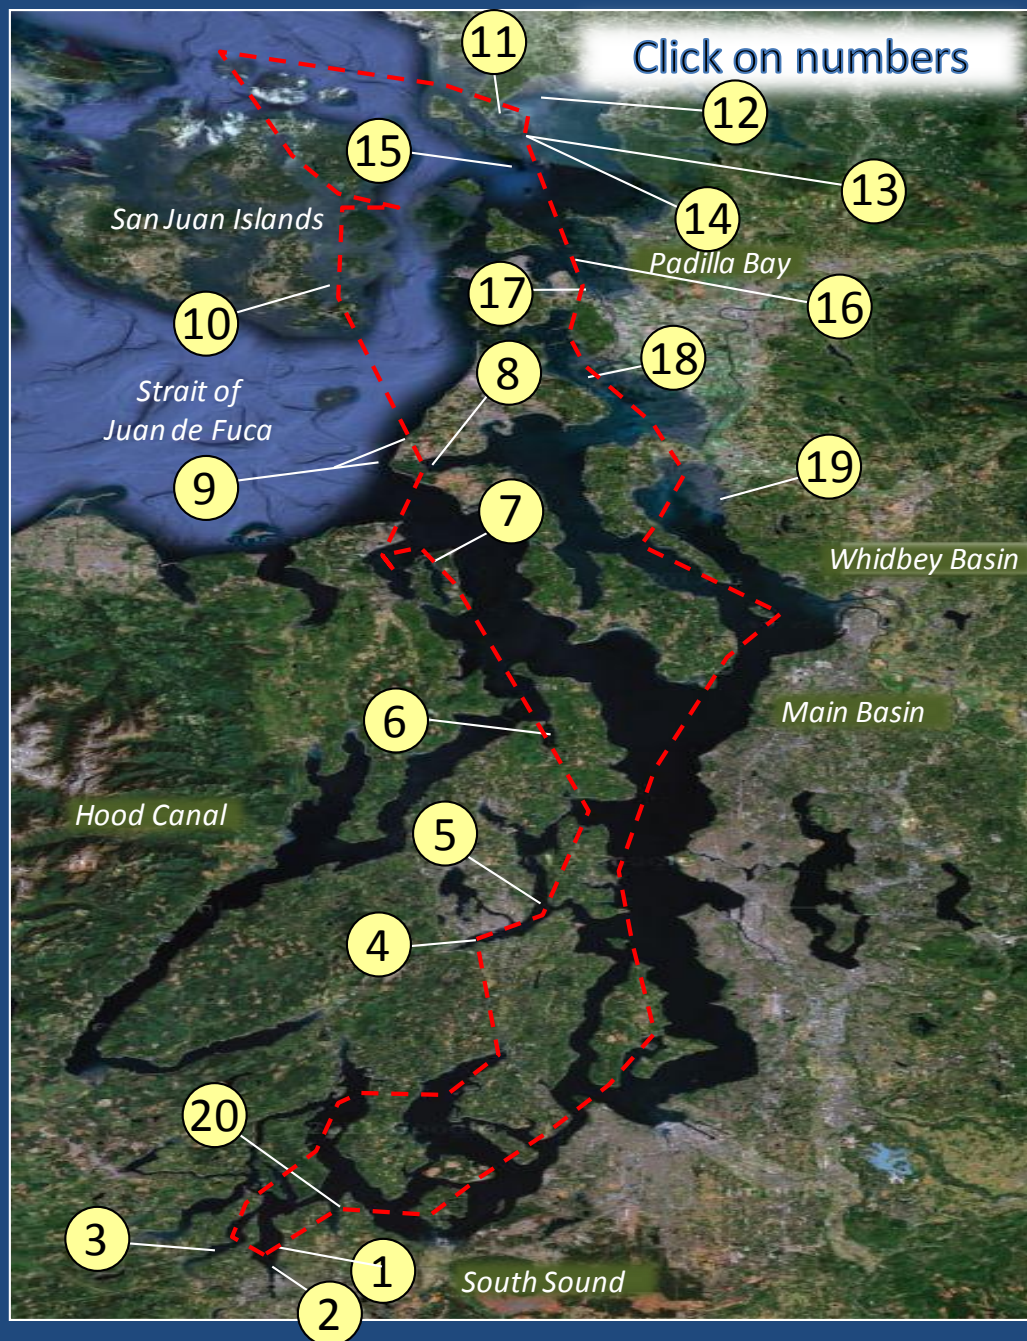 Click on numbers
11
12
15
13
14
San Juan Islands
Padilla Bay
17
10
16
18
8
Strait of
Juan de Fuca
19
9
7
Whidbey Basin
6
Main Basin
Hood Canal
5
4
20
3
1
South Sound
2